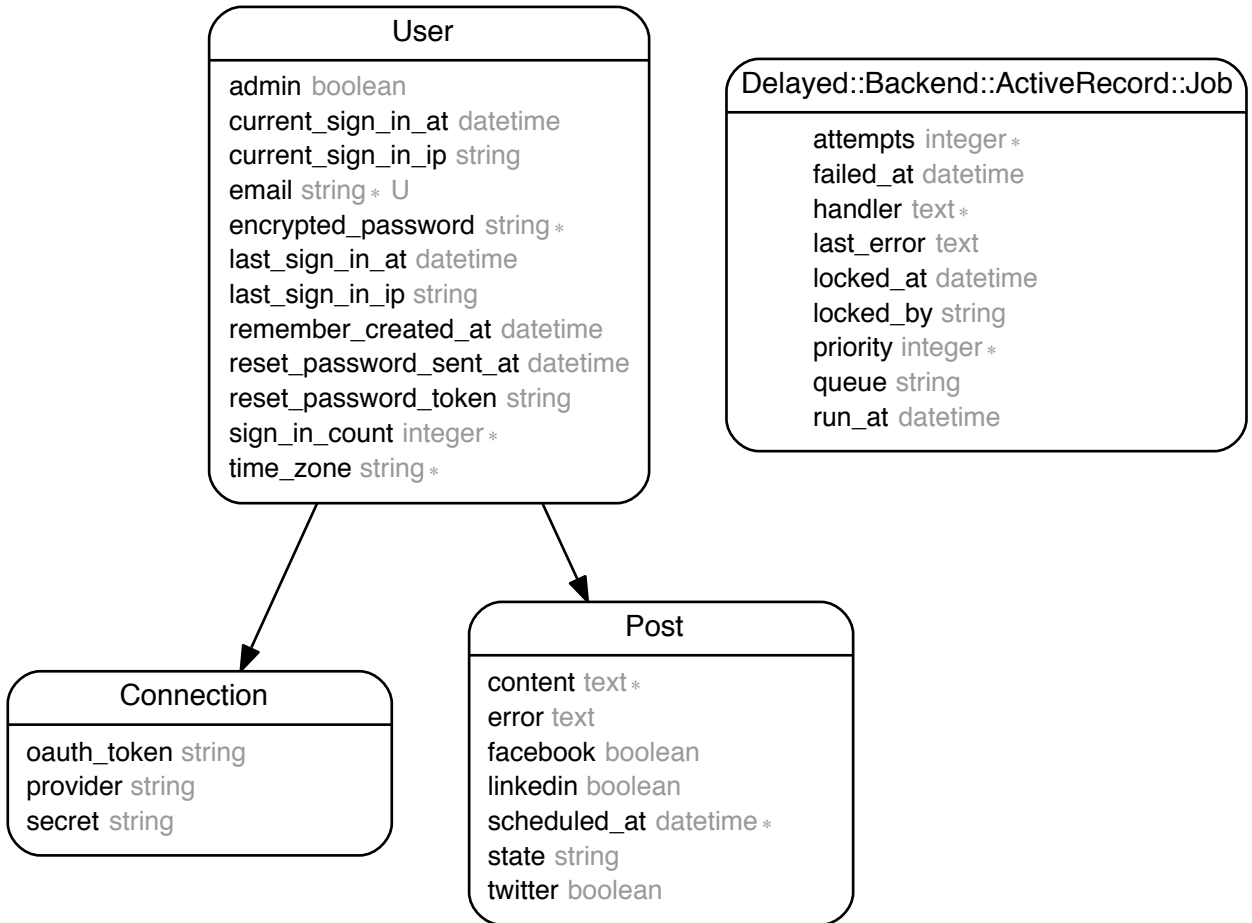 User
admin boolean
current_sign_in_at datetime
current_sign_in_ip string
email string∗ U
encrypted_password string∗
last_sign_in_at datetime
last_sign_in_ip string
remember_created_at datetime
reset_password_sent_at datetime
reset_password_token string
sign_in_count integer∗
time_zone string∗
Delayed::Backend::ActiveRecord::Job
attempts integer∗
failed_at datetime
handler text∗
last_error text
locked_at datetime
locked_by string
priority integer∗
queue string
run_at datetime
Connection
oauth_token string
provider string
secret string
Post
content text∗
error text
facebook boolean
linkedin boolean
scheduled_at datetime∗
state string
twitter boolean